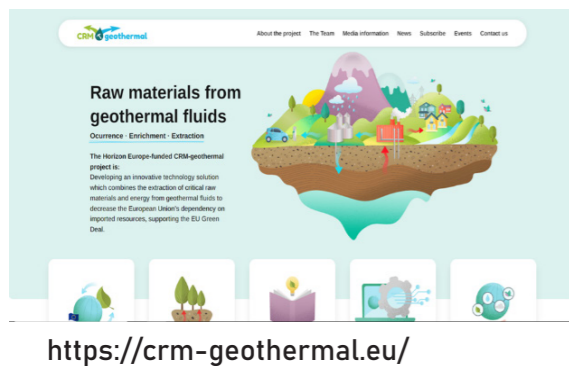 CRM geothermal
About the project The Team Media information News Subscribe Events Contact us
Raw materials from
geothermal fluids
Ocurrence · Enrichment · Extraction
The Horizon Europe-funded CRM-geothermal
project is:
Developing an innovative technology solution
which combines the extraction of critical raw
materials and energy from geothermal fluids to
decrease the European Union's dependency on
imported resources, supporting the EU Green
Deal.
https://crm-geothermal.eu/